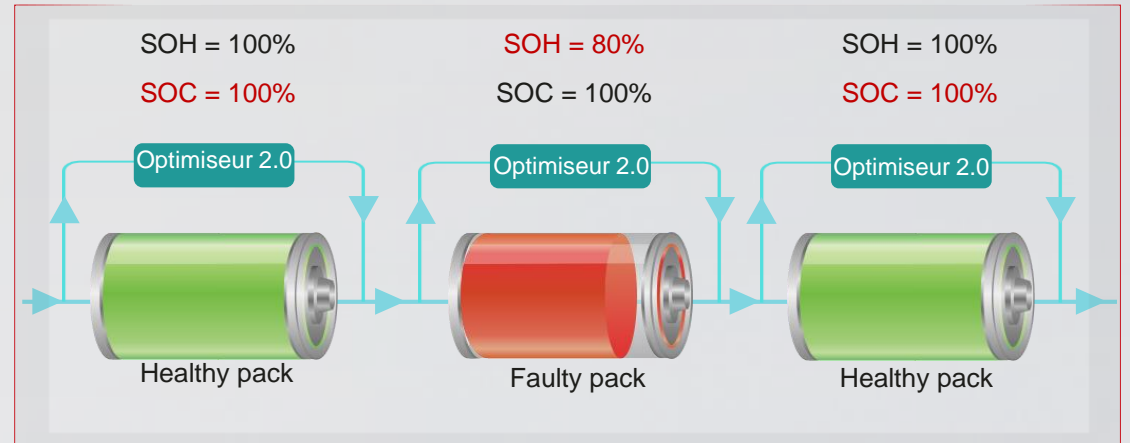 SOH = 100%
SOC = 100%
Optimiseur 2.0
Healthy pack
SOH = 80%
SOC = 100%
Optimiseur 2.0
Faulty pack
SOH = 100%
SOC = 100%
Optimiseur 2.0
Healthy pack